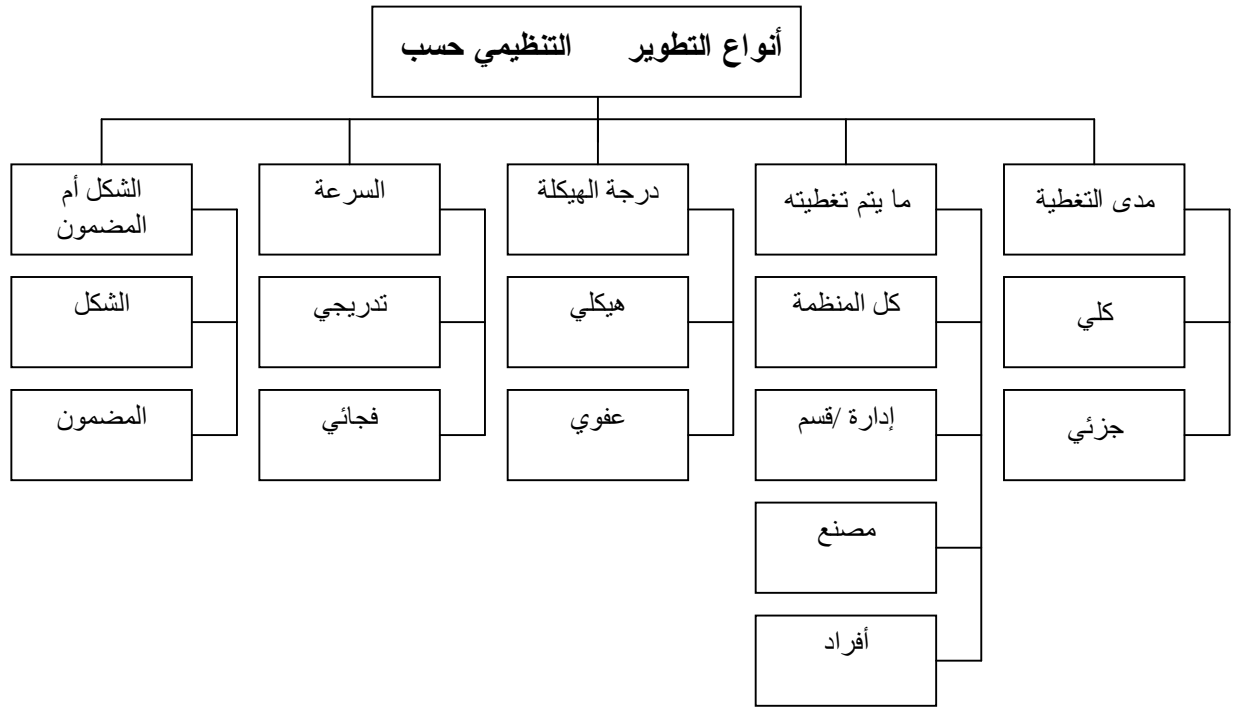 أنواع التطوير التنظيمي حسب
مدى التغطية
ما يتم تغطيته
درجة الهيكلة
السرعة
الشكل أم
المضمون
كلي
كل المنظمة
هيكلي
تدريجي
الشكل
جزئي
إدارة /قسم
عفوي
فجائي
المضمون
مصنع
أفراد